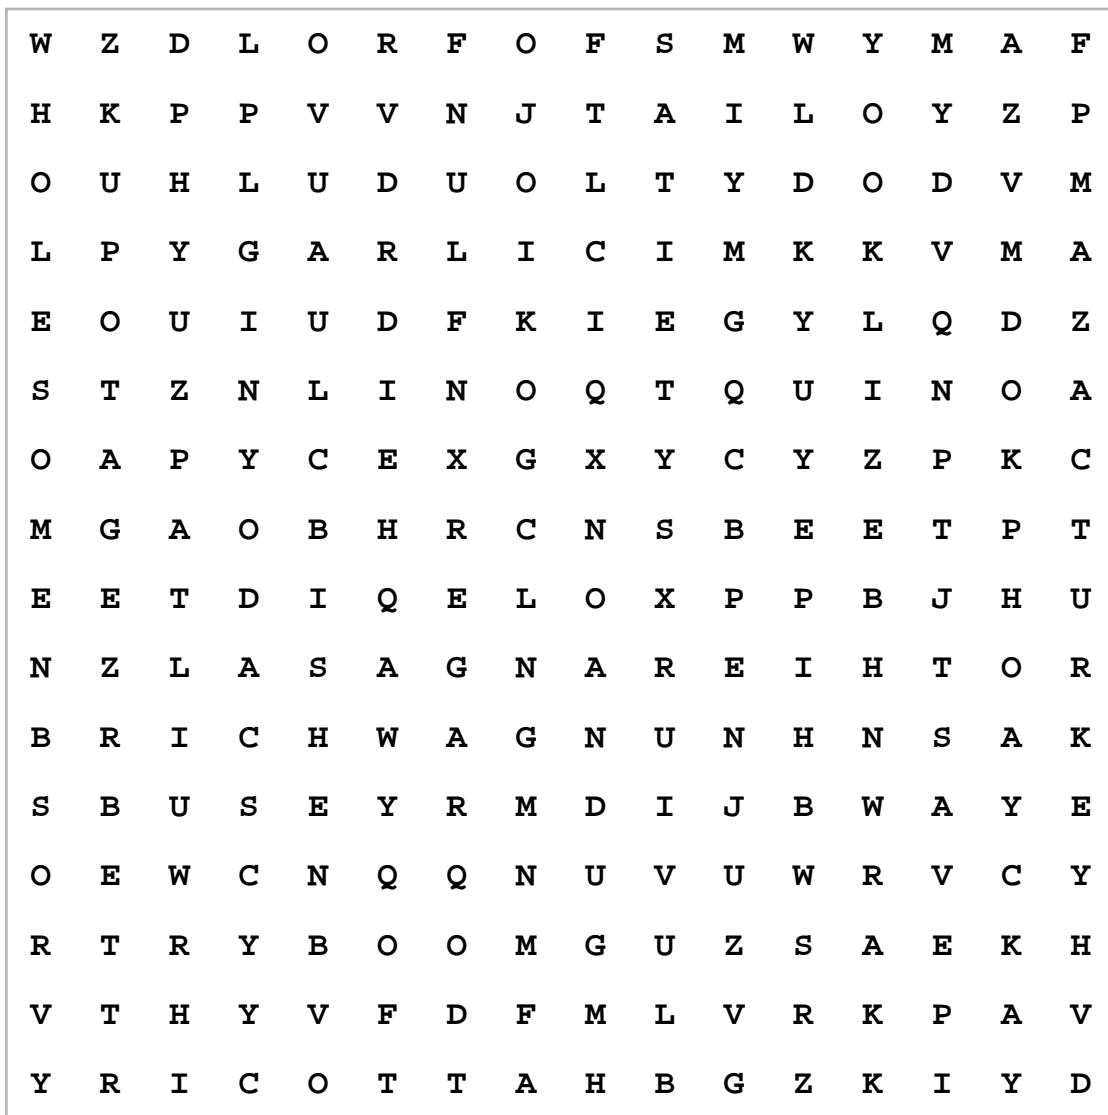 W Z D L O R F O F S M W Y M A F
H K P P V V N J T A I L O Y Z P
O U H L U D U O L T Y D O D V M
L P Y G A R L I C I M K K V M A
E O U I U D F K I E G Y L Q D Z
S T Z N L I N O Q T Q U I N O A
O A P Y C E X G X Y C Y Z P K C
M G A O B H R C N S B E E T P T
E E T D I Q E L O X P P B J H U
N Z L A S A G N A R E I H T O R
B R I C H W A G N U N H N S A K
S B U S E Y R M D I J B W A Y E
O E W C N Q Q N U V U W R V C Y
R T R Y B O O M G U Z S A E K H
V T H Y V F D F M L V R K P A V
Y R I C O T T A H B G Z K I Y D